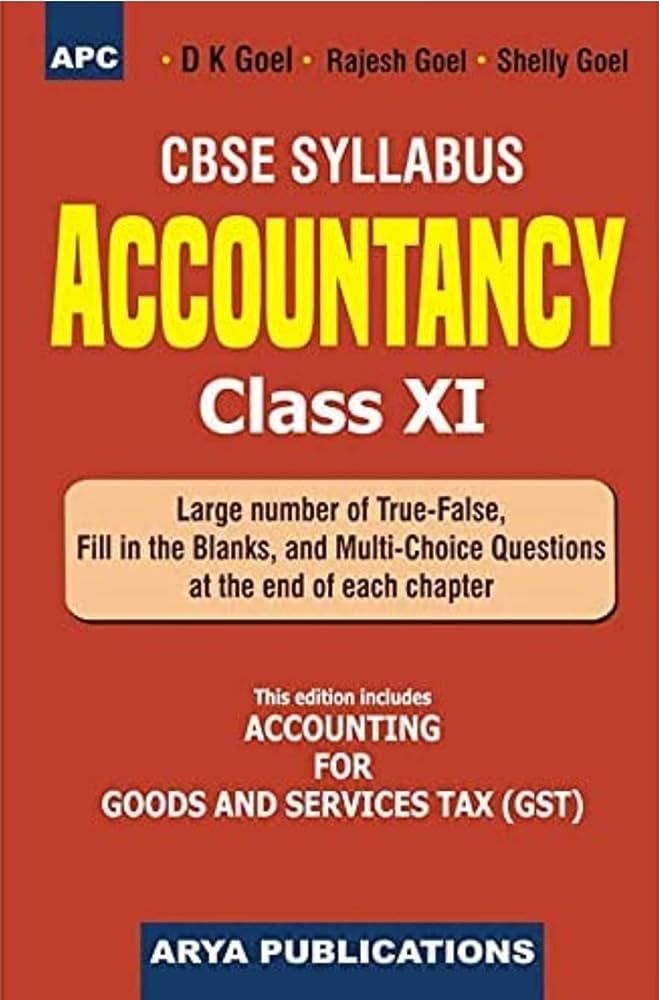 APC
• D K Goel • Rajesh Goel • Shelly Goel
CBSE SYLLABUS
ACCOUNTANCY
Class XI
Large number of True-False,
Fill in the Blanks, and Multi-Choice Questions
at the end of each chapter
This edition includes
ACCOUNTING
FOR
GOODS AND SERVICES TAX (GST)
ARYA PUBLICATIONS